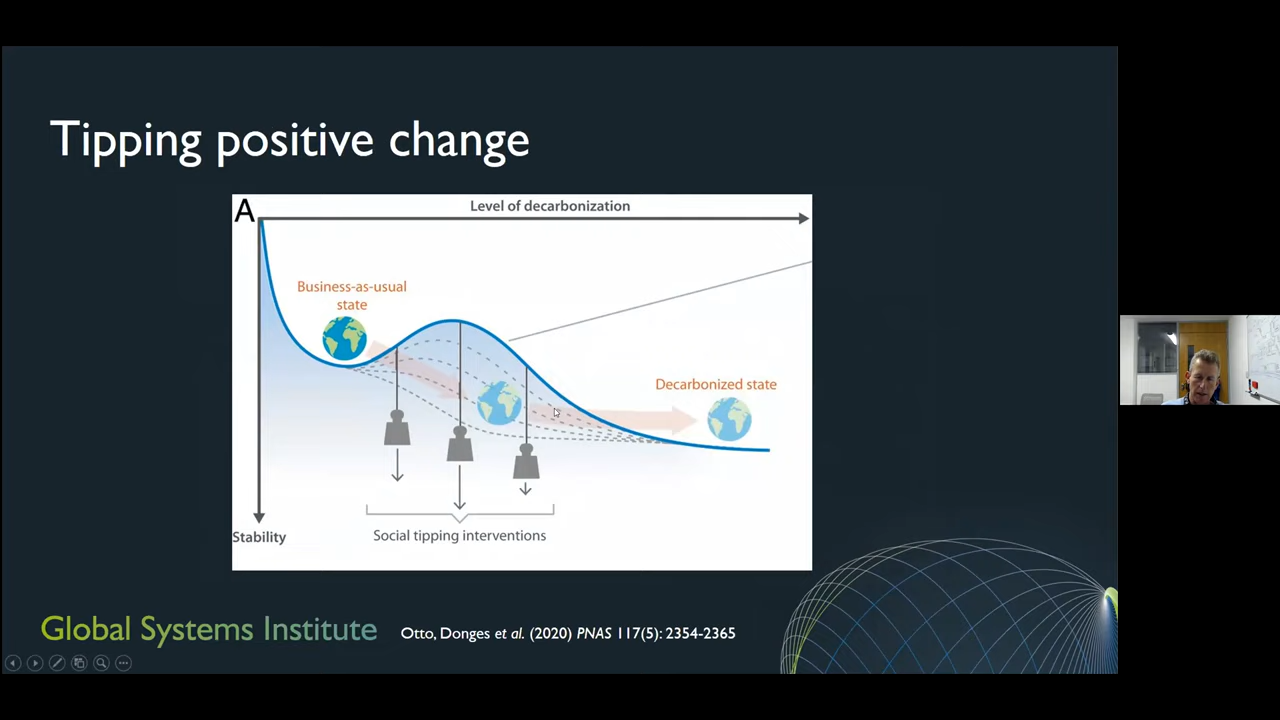 Tipping positive change
A
Level of decarbonization
Business-as-usual
state
Decarbonized state
Stability
Social tipping interventions
Global Systems Institute
Otto, Donges et al. (2020) PNAS 117(5): 2354-2365